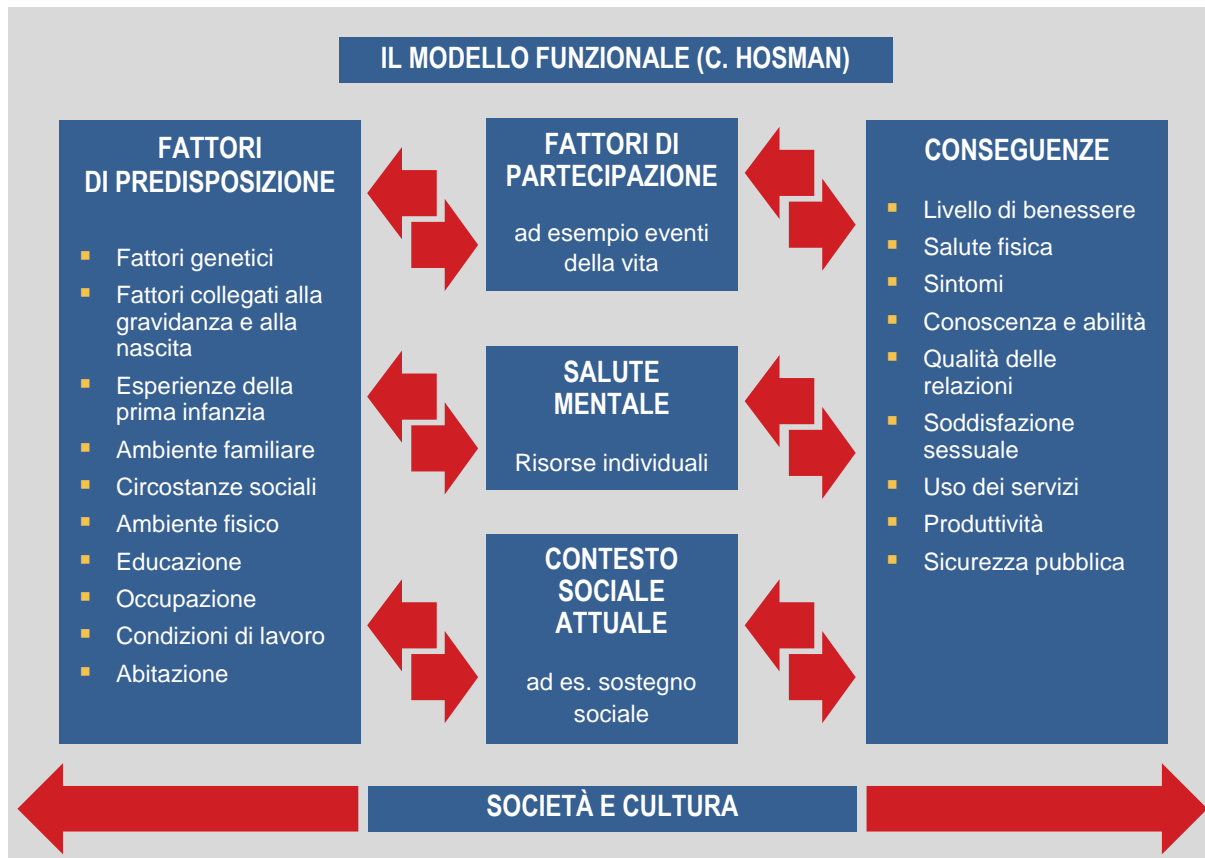 IL MODELLO FUNZIONALE (C. HOSMAN)
FATTORI
DI PREDISPOSIZIONE
Fattori genetici
Fattori collegati alla
gravidanza e alla
nascita
Esperienze della
prima infanzia
Ambiente familiare
Circostanze sociali
Ambiente fisico
Educazione
Occupazione
Condizioni di lavoro
Abitazione
FATTORI DI
PARTECIPAZIONE
ad esempio eventi
della vita
SALUTE
MENTALE
Risorse individuali
CONTESTO
SOCIALE
ATTUALE
ad es. sostegno
sociale
CONSEGUENZE
Livello di benessere
Salute fisica
Sintomi
Conoscenza e abilità
Qualità delle
relazioni
Soddisfazione
sessuale
Uso dei servizi
Produttività
Sicurezza pubblica
SOCIETÀ E CULTURA